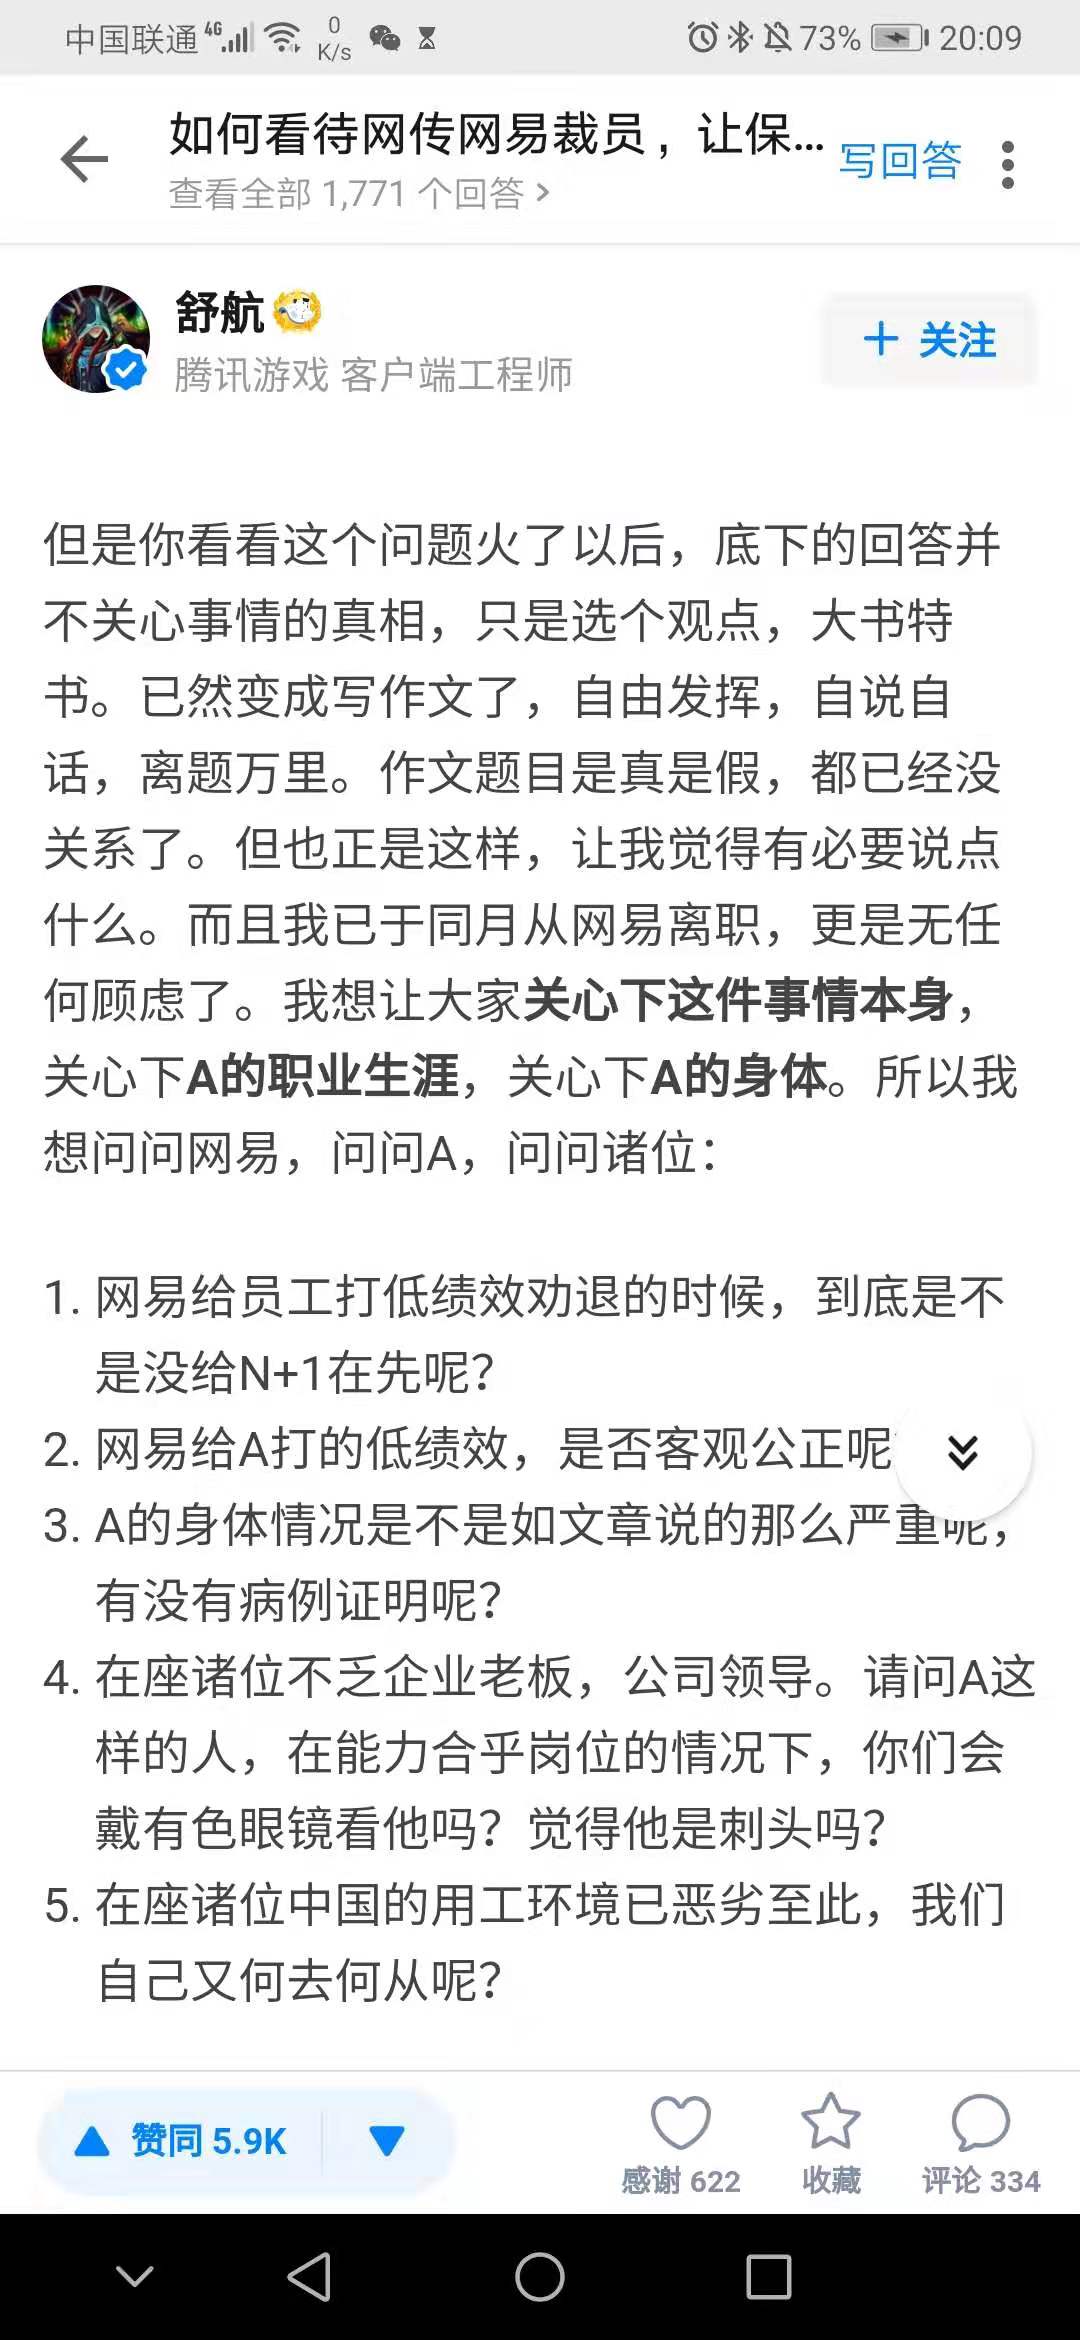 中国联通 4G 0 K/s 73% 20:09
如何看待网传网易裁员，让保...
写回答
查看全部 1,771 个回答 >
舒航
腾讯游戏 客户端工程师
+ 关注
但是你看看这个问题火了以后，底下的回答并
不关心事情的真相，只是选个观点，大书特
书。已然变成写作文了，自由发挥，自说自
话，离题万里。作文题目是真是假，都已经没
关系了。但也正是这样，让我觉得有必要说点
什么。而且我已于同月从网易离职，更是无任
何顾虑了。我想让大家关心下这件事情本身，
关心下A的职业生涯，关心下A的身体。所以我
想问问网易，问问A，问问诸位：
1. 网易给员工打低绩效劝退的时候，到底是不
是没给N+1在先呢？
2. 网易给A打的低绩效，是否客观公正呢
3. A的身体情况是不是如文章说的那么严重呢，
有没有病例证明呢？
4. 在座诸位不乏企业老板，公司领导。请问A这
样的人，在能力合乎岗位的情况下，你们会
戴有色眼镜看他吗？觉得他是刺头吗？
5. 在座诸位中国的用工环境已恶劣至此，我们
自己又何去何从呢？
赞同 5.9K
感谢 622
收藏
评论 334